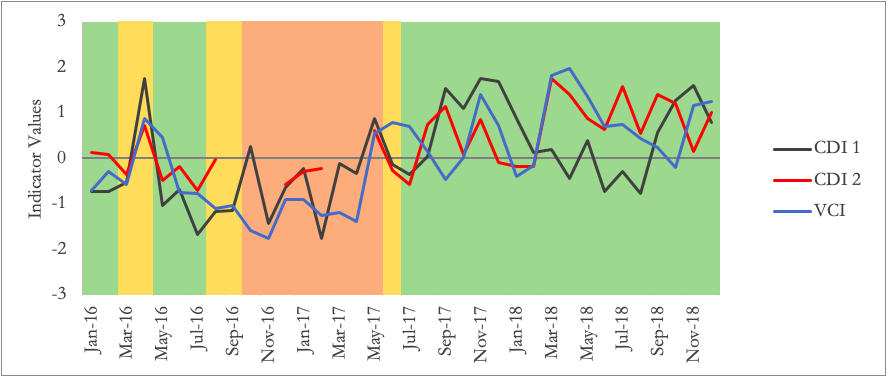 3
2
1
0
-1
-2
-3
Indicator Values
Jan-16
Mar-16
May-16
Jul-16
Sep-16
Nov-16
Jan-17
Mar-17
May-17
Jul-17
Sep-17
Nov-17
Jan-18
Mar-18
May-18
Jul-18
Sep-18
Nov-18
CDI 1
CDI 2
VCI